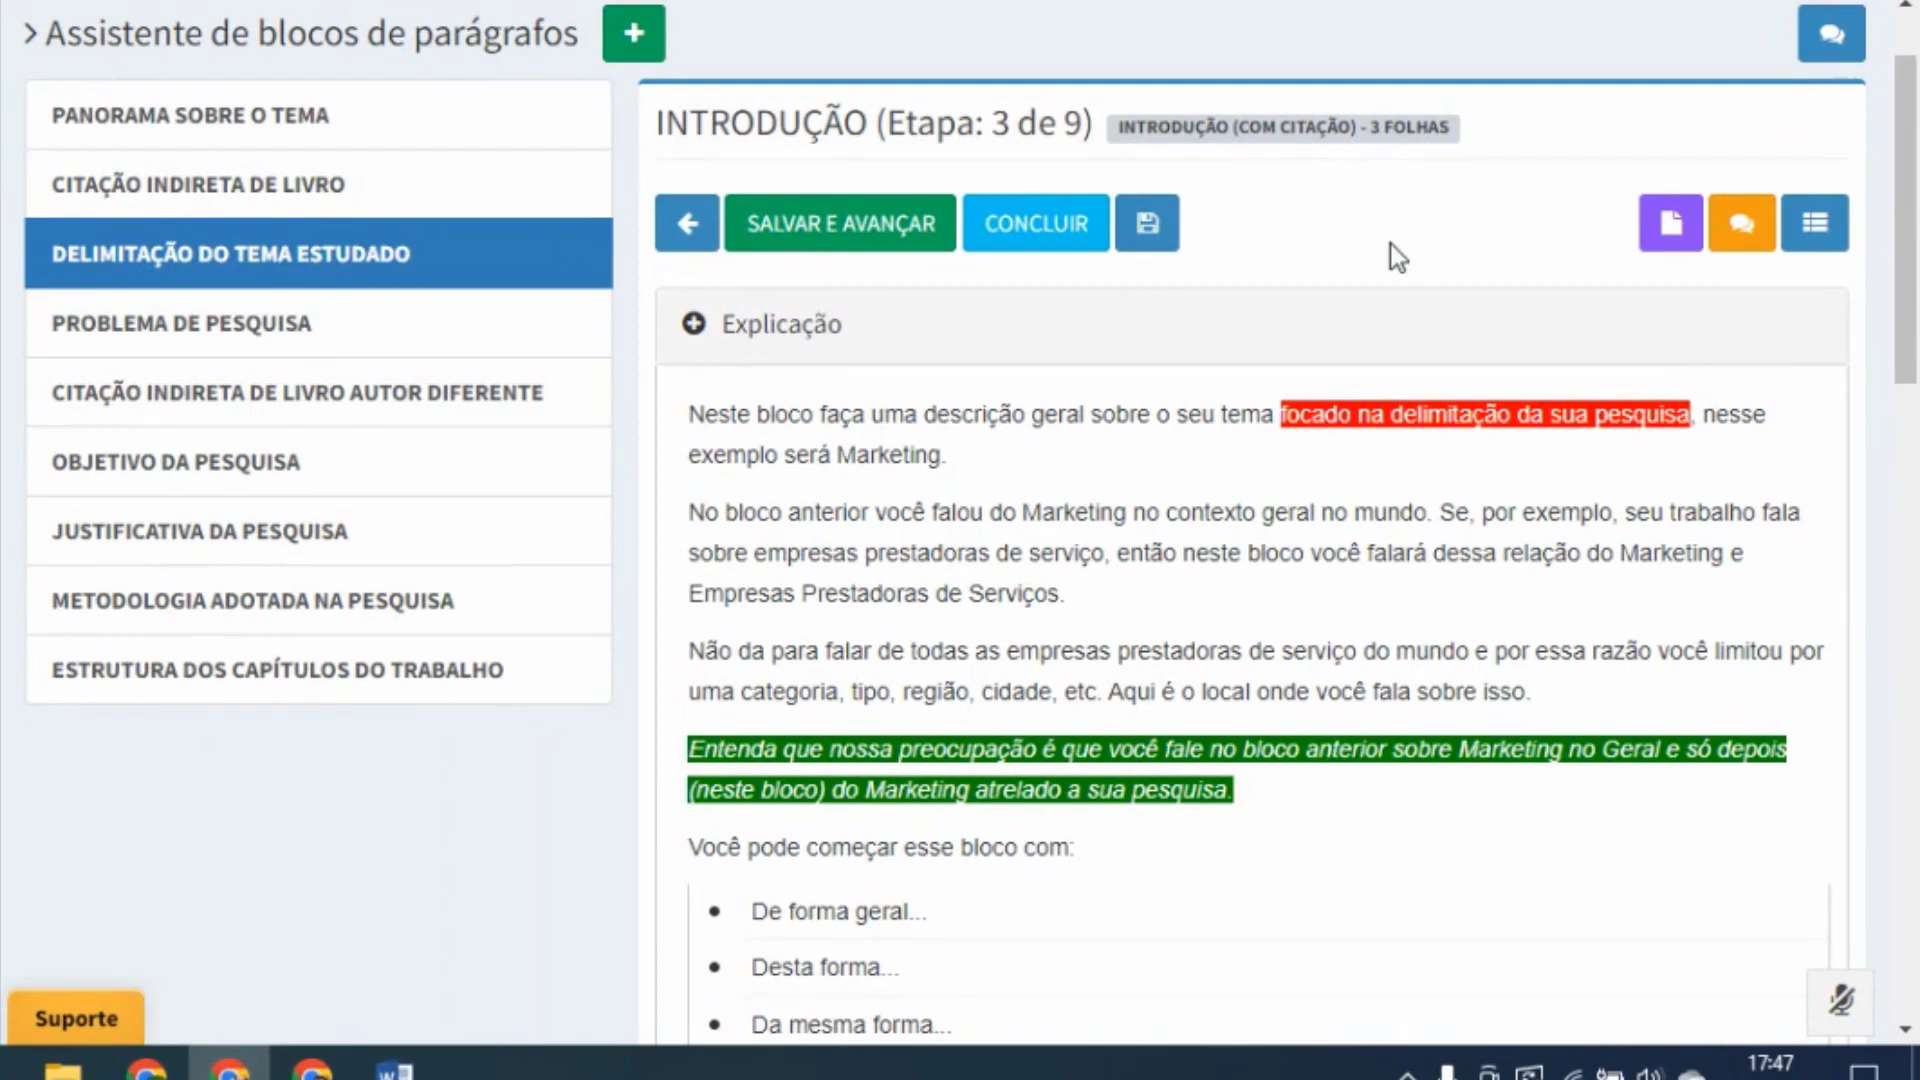 Assistente de blocos de parágrafos
PANORAMA SOBRE O TEMA
CITAÇÃO INDIRETA DE LIVRO
DELIMITAÇÃO DO TEMA ESTUDADO
PROBLEMA DE PESQUISA
CITAÇÃO INDIRETA DE LIVRO AUTOR DIFERENTE
OBJETIVO DA PESQUISA
JUSTIFICATIVA DA PESQUISA
METODOLOGIA ADOTADA NA PESQUISA
ESTRUTURA DOS CAPÍTULOS DO TRABALHO
INTRODUÇÃO (Etapa: 3 de 9) INTRODUÇÃO (COM CITAÇÃO) - 3 FOLHAS
SALVAR E AVANÇAR CONCLUIR
Explicação
Neste bloco faça uma descrição geral sobre o seu tema focado na delimitação da sua pesquisa, nesse
exemplo será Marketing.
No bloco anterior você falou do Marketing no contexto geral no mundo. Se, por exemplo, seu trabalho fala
sobre empresas prestadoras de serviço, então neste bloco você falará dessa relação do Marketing e
Empresas Prestadoras de Serviços.
Não da para falar de todas as empresas prestadoras de serviço do mundo e por essa razão você limitou por
uma categoria, tipo, região, cidade, etc. Aqui é o local onde você fala sobre isso.
Entenda que nossa preocupação é que você fale no bloco anterior sobre Marketing no Geral e só depois
(neste bloco) do Marketing atrelado a sua pesquisa.
Você pode começar esse bloco com:
De forma geral...
Desta forma...
Da mesma forma...
Suporte
17:47